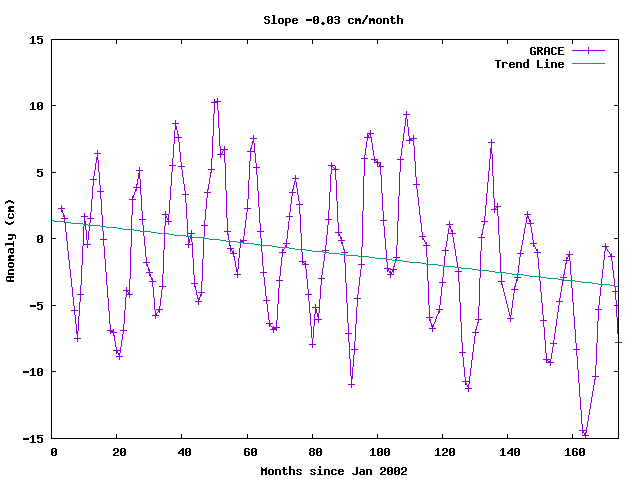 Slope -0.03 cm/month
15
GRACE
Trend Line
10
5
0
-5
-10
-15
Anomaly (cm)
0 20 40 60 80 100 120 140 160
Months since Jan 2002